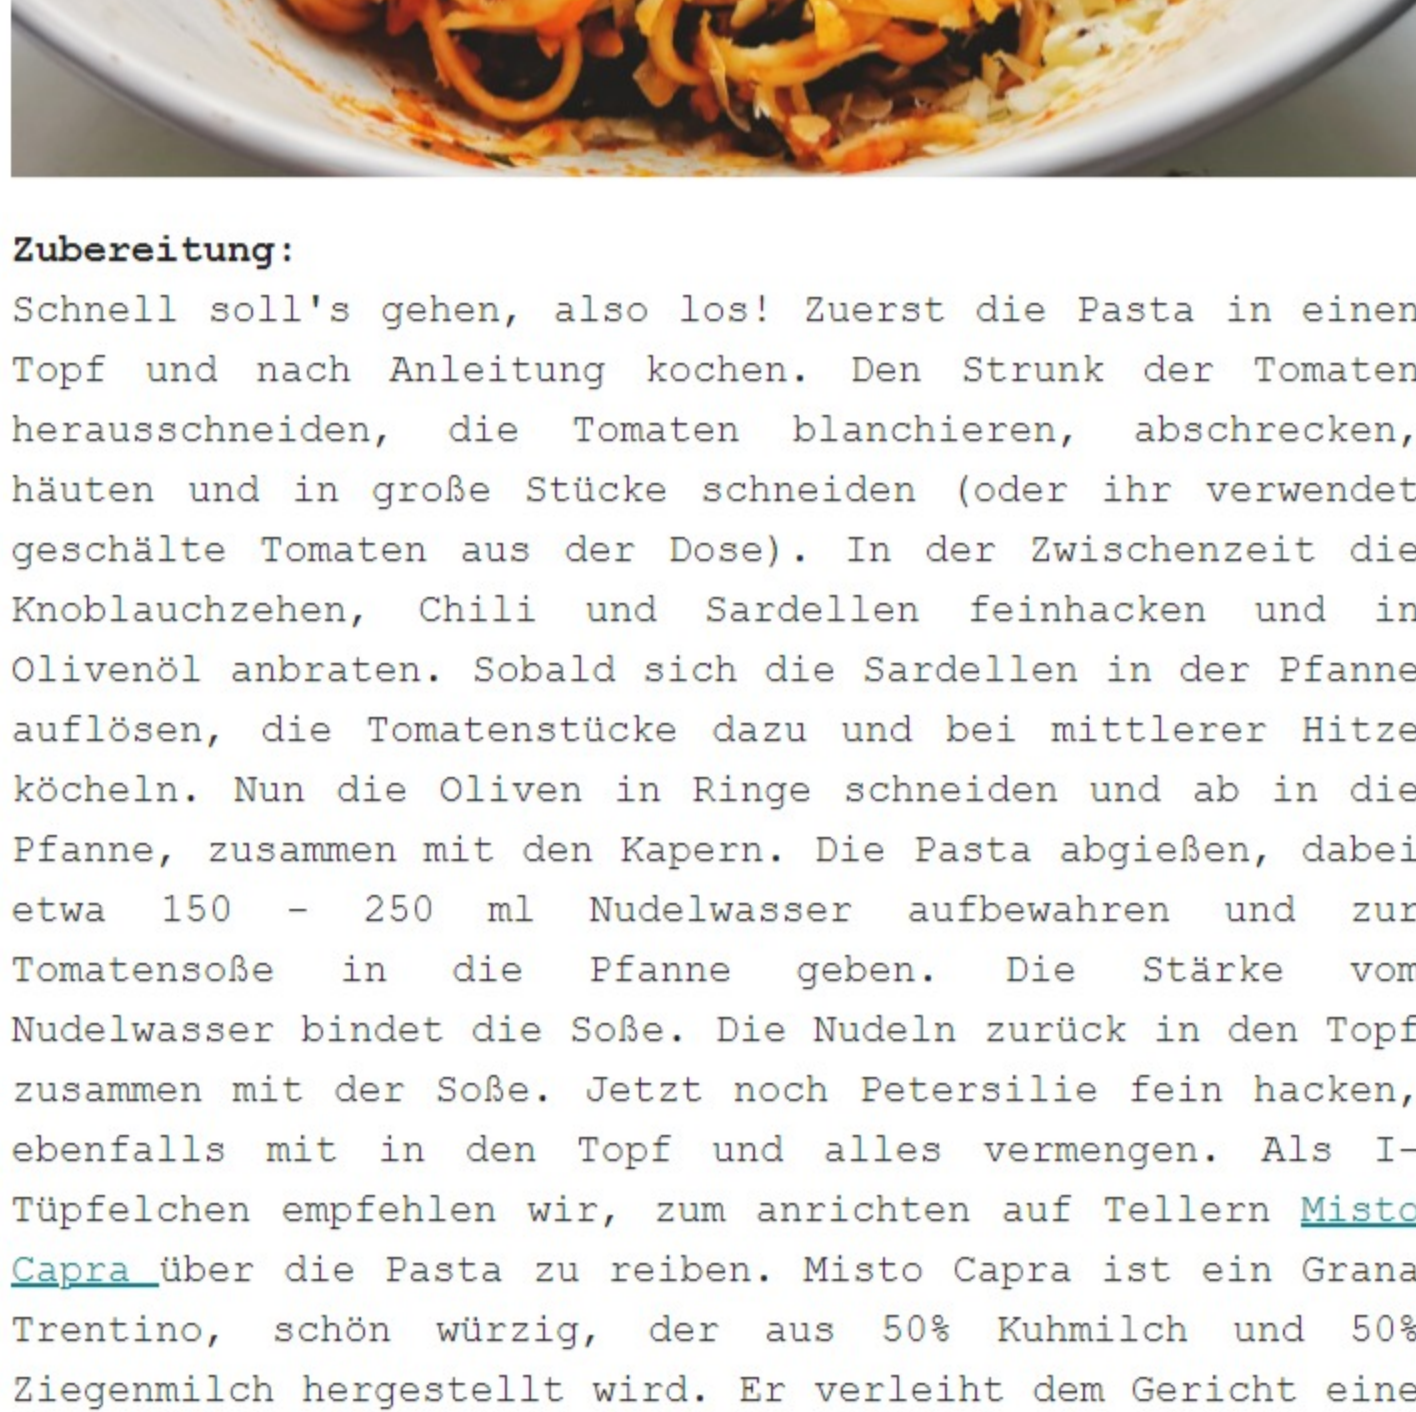 Zubereitung:
Schnell soll's gehen, also los! Zuerst die Pasta in einen
Topf und nach Anleitung kochen. Den Strunk der Tomaten
herausschneiden, die Tomaten blanchieren, abschrecken,
häuten und in große Stücke schneiden (oder ihr verwendet
geschälte Tomaten aus der Dose). In der Zwischenzeit die
Knoblauchzehen, Chili und Sardellen feinhacken und in
Olivenöl anbraten. Sobald sich die Sardellen in der Pfanne
auflösen, die Tomatenstücke dazu und bei mittlerer Hitze
köcheln. Nun die Oliven in Ringe schneiden und ab in die
Pfanne, zusammen mit den Kapern. Die Pasta abgießen, dabei
etwa 150 – 250 ml Nudelwasser aufbewahren und zur
Tomatensoße in die Pfanne geben. Die Stärke vom
Nudelwasser bindet die Soße. Die Nudeln zurück in den Topf
zusammen mit der Soße. Jetzt noch Petersilie fein hacken,
ebenfalls mit in den Topf und alles vermengen. Als I-
Tüpfelchen empfehlen wir, zum anrichten auf Tellern Misto
Capra über die Pasta zu reiben. Misto Capra ist ein Grana
Trentino, schön würzig, der aus 50% Kuhmilch und 50%
Ziegenmilch hergestellt wird. Er verleiht dem Gericht eine